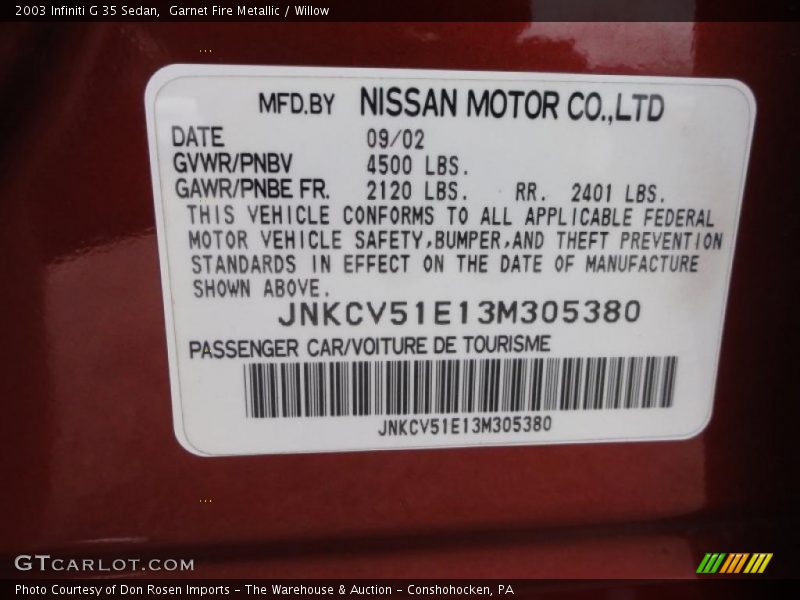 2003 Infiniti G 35 Sedan,  Garnet Fire Metallic / Willow
MFD.BY NISSAN MOTOR CO.,LTD
DATE 09/02
GVWR/PNBV 4500 LBS.
GAWR/PNBE FR. 2120 LBS. RR. 2401 LBS.
THIS VEHICLE CONFORMS TO ALL APPLICABLE FEDERAL
MOTOR VEHICLE SAFETY,BUMPER,AND THEFT PREVENTION
STANDARDS IN EFFECT ON THE DATE OF MANUFACTURE
SHOWN ABOVE.
JNKCV51E13M305380
PASSENGER CAR/VOITURE DE TOURISME
JNKCV51E13M305380
GTCARLOT.COM
Photo Courtesy of Don Rosen Imports - The Warehouse & Auction - Conshohocken, PA